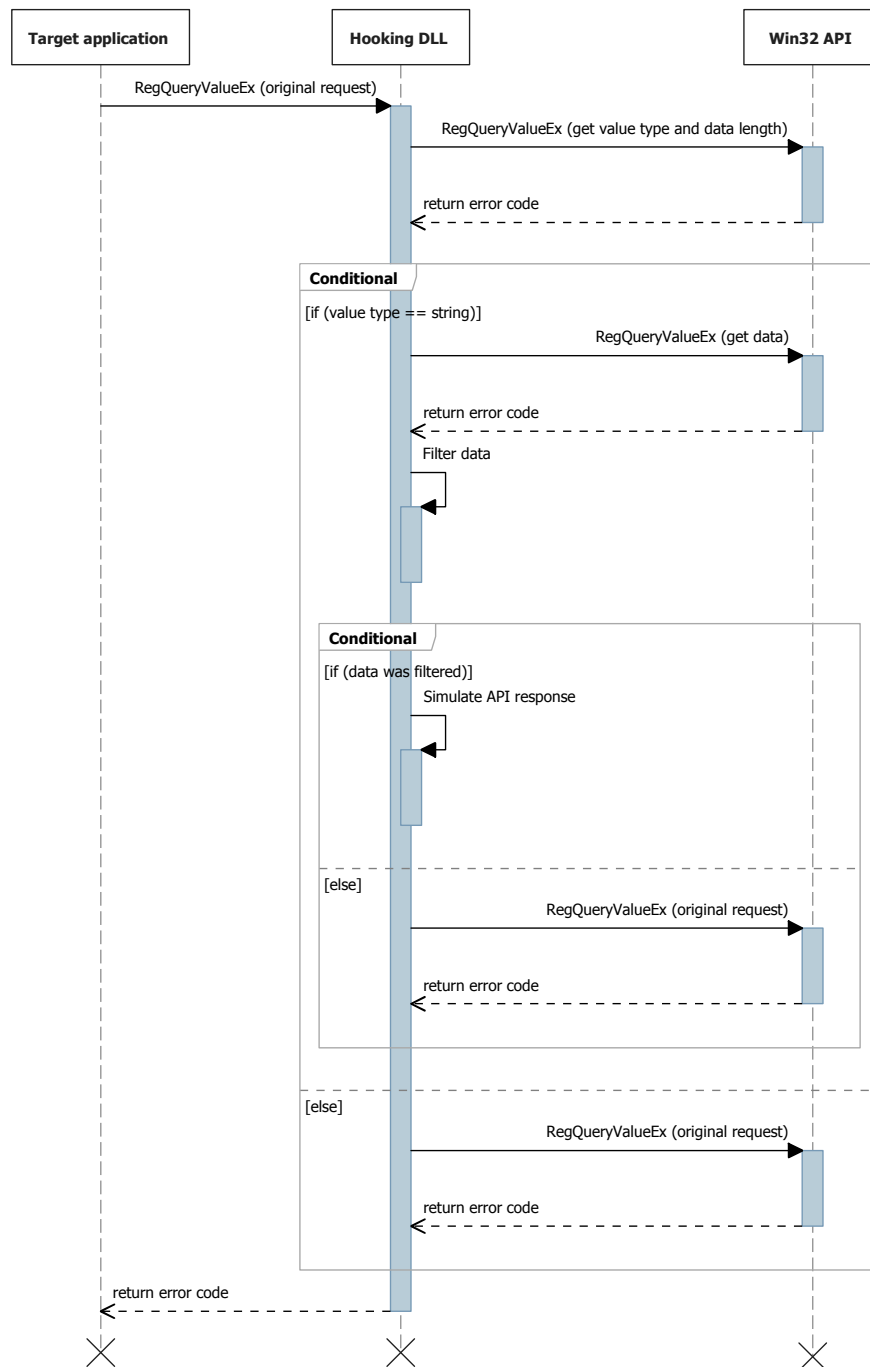 Target application
Hooking DLL
Win32 API
RegQueryValueEx (original request)
RegQueryValueEx (get value type and data length)
return error code
Conditional
[if (value type == string)]
RegQueryValueEx (get data)
return error code
Filter data
Conditional
[if (data was filtered)]
Simulate API response
[else]
RegQueryValueEx (original request)
return error code
[else]
RegQueryValueEx (original request)
return error code
return error code